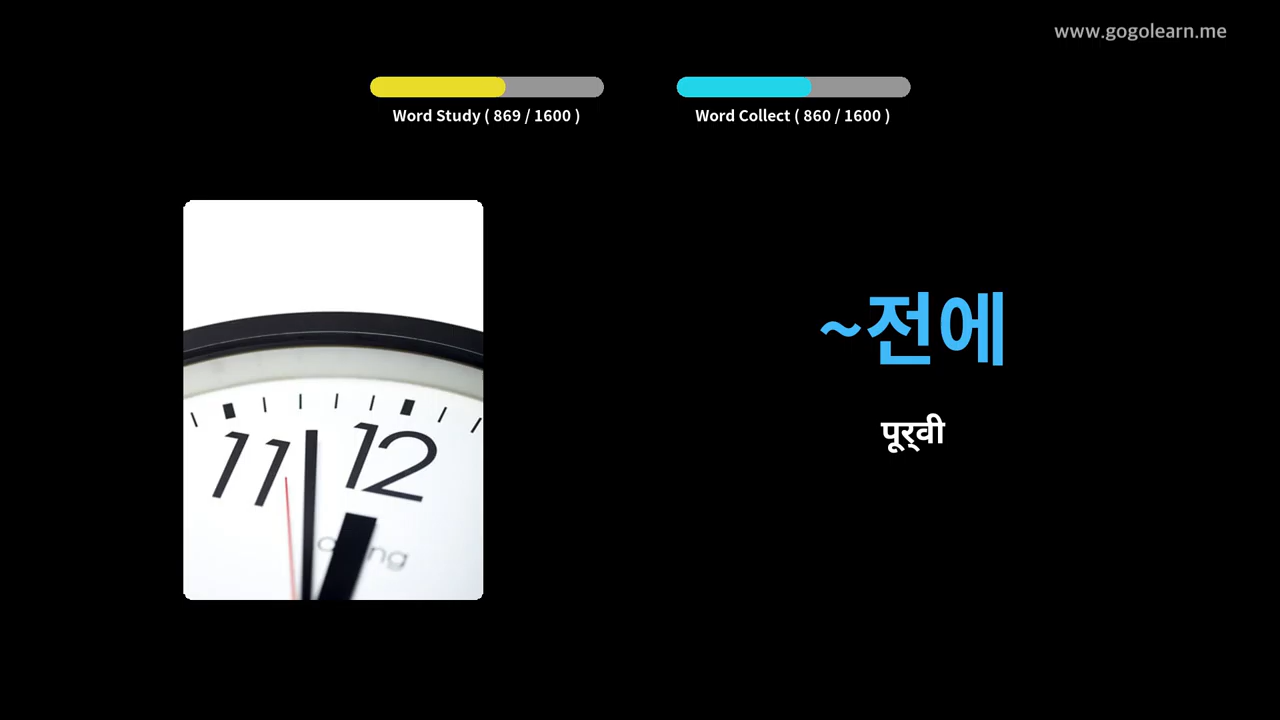 www.gogolearn.me
Word Study ( 869 / 1600 )
Word Collect ( 860 / 1600 )
11
12
~전에
पूर्वी